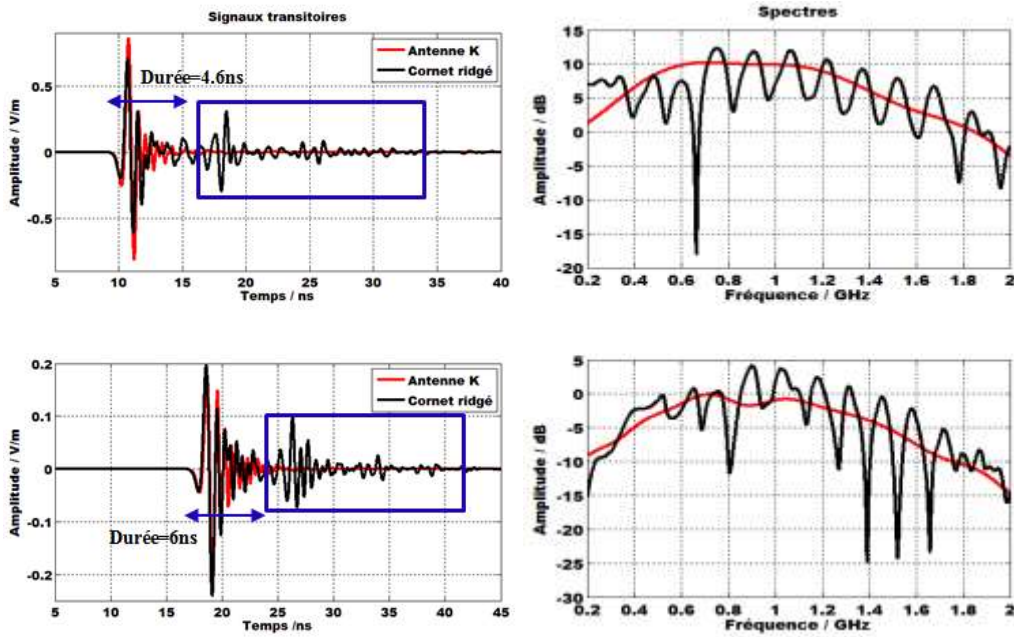 Signaux transitoires
Amplitude / V/m
0.5
0
-0.5
Durée=4.6ns
Antenne K
Cornet ridgé
5 10 15 20 25 30 35 40
Temps / ns
Spectres
Amplitude / dB
15
10
5
0
-5
-10
-15
-20
0.2 0.4 0.6 0.8 1 1.2 1.4 1.6 1.8 2
Fréquence / GHz
Amplitude / V/m
0.2
0.1
0
-0.1
-0.2
Antenne K
Cornet ridgé
Durée=6ns
5 10 15 20 25 30 35 40 45
Temps /ns
Amplitude / dB
5
0
-5
-10
-15
-20
-25
-30
0.2 0.4 0.6 0.8 1 1.2 1.4 1.6 1.8 2
Fréquence / GHz